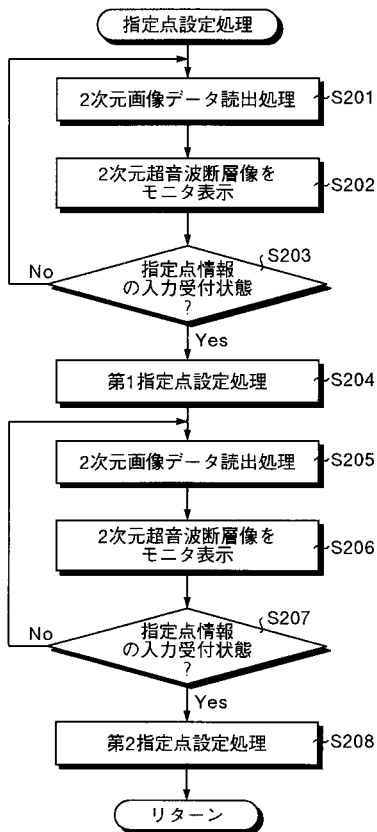 指定点設定処理
2次元画像データ読出処理
S201
2次元超音波断層像を
モニタ表示
S202
S203
指定点情報
の入力受付状態
?
No
Yes
第1指定点設定処理
S204
2次元画像データ読出処理
S205
2次元超音波断層像を
モニタ表示
S206
S207
指定点情報
の入力受付状態
?
No
Yes
第2指定点設定処理
S208
リターン